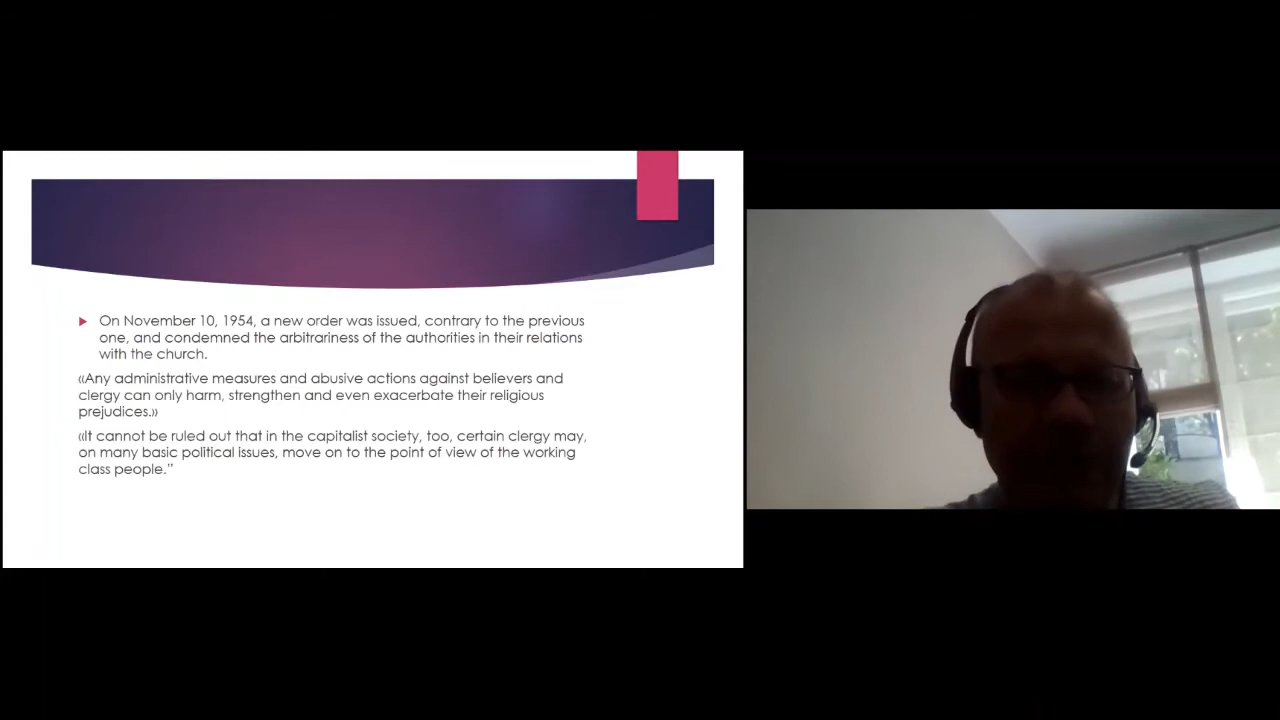 On November 10, 1954, a new order was issued, contrary to the previous
one, and condemned the arbitrariness of the authorities in their relations
with the church.
«Any administrative measures and abusive actions against believers and
clergy can only harm, strengthen and even exacerbate their religious
prejudices.»
«It cannot be ruled out that in the capitalist society, too, certain clergy may,
on many basic political issues, move on to the point of view of the working
class people.”